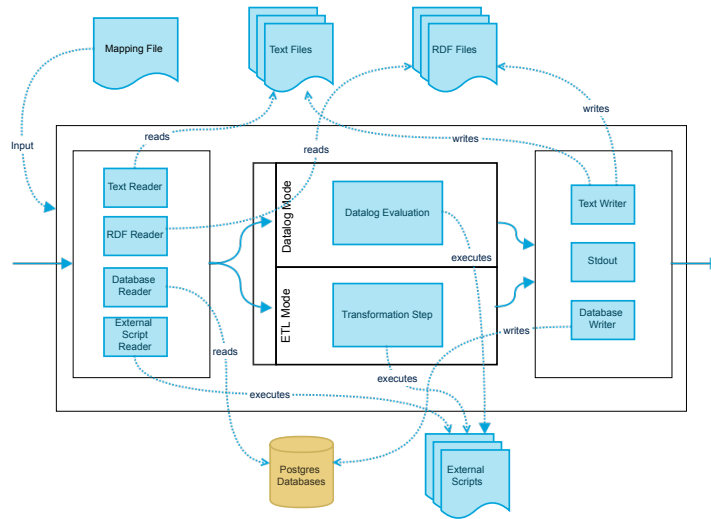 Mapping File
Text Files
RDF Files
Input
reads
reads
writes
writes
Text Reader
RDF Reader
Database
Reader
External
Script
Reader
Datalog Mode
Datalog Evaluation
executes
ETL Mode
Transformation Step
Text Writer
Stdout
Database
Writer
writes
reads
executes
executes
Postgres
Databases
External
Scripts